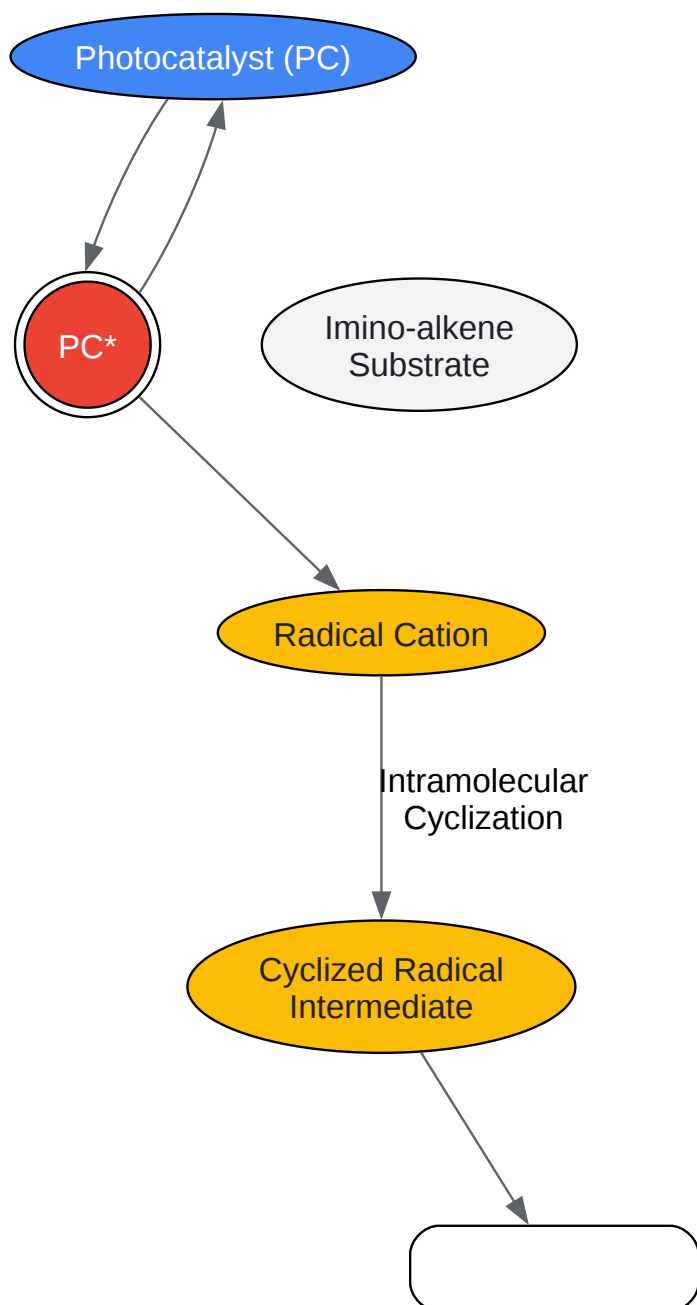 Photocatalyst (PC)
PC*
Imino-alkene
Substrate
Radical Cation
Intramolecular
Cyclization
Cyclized Radical
Intermediate